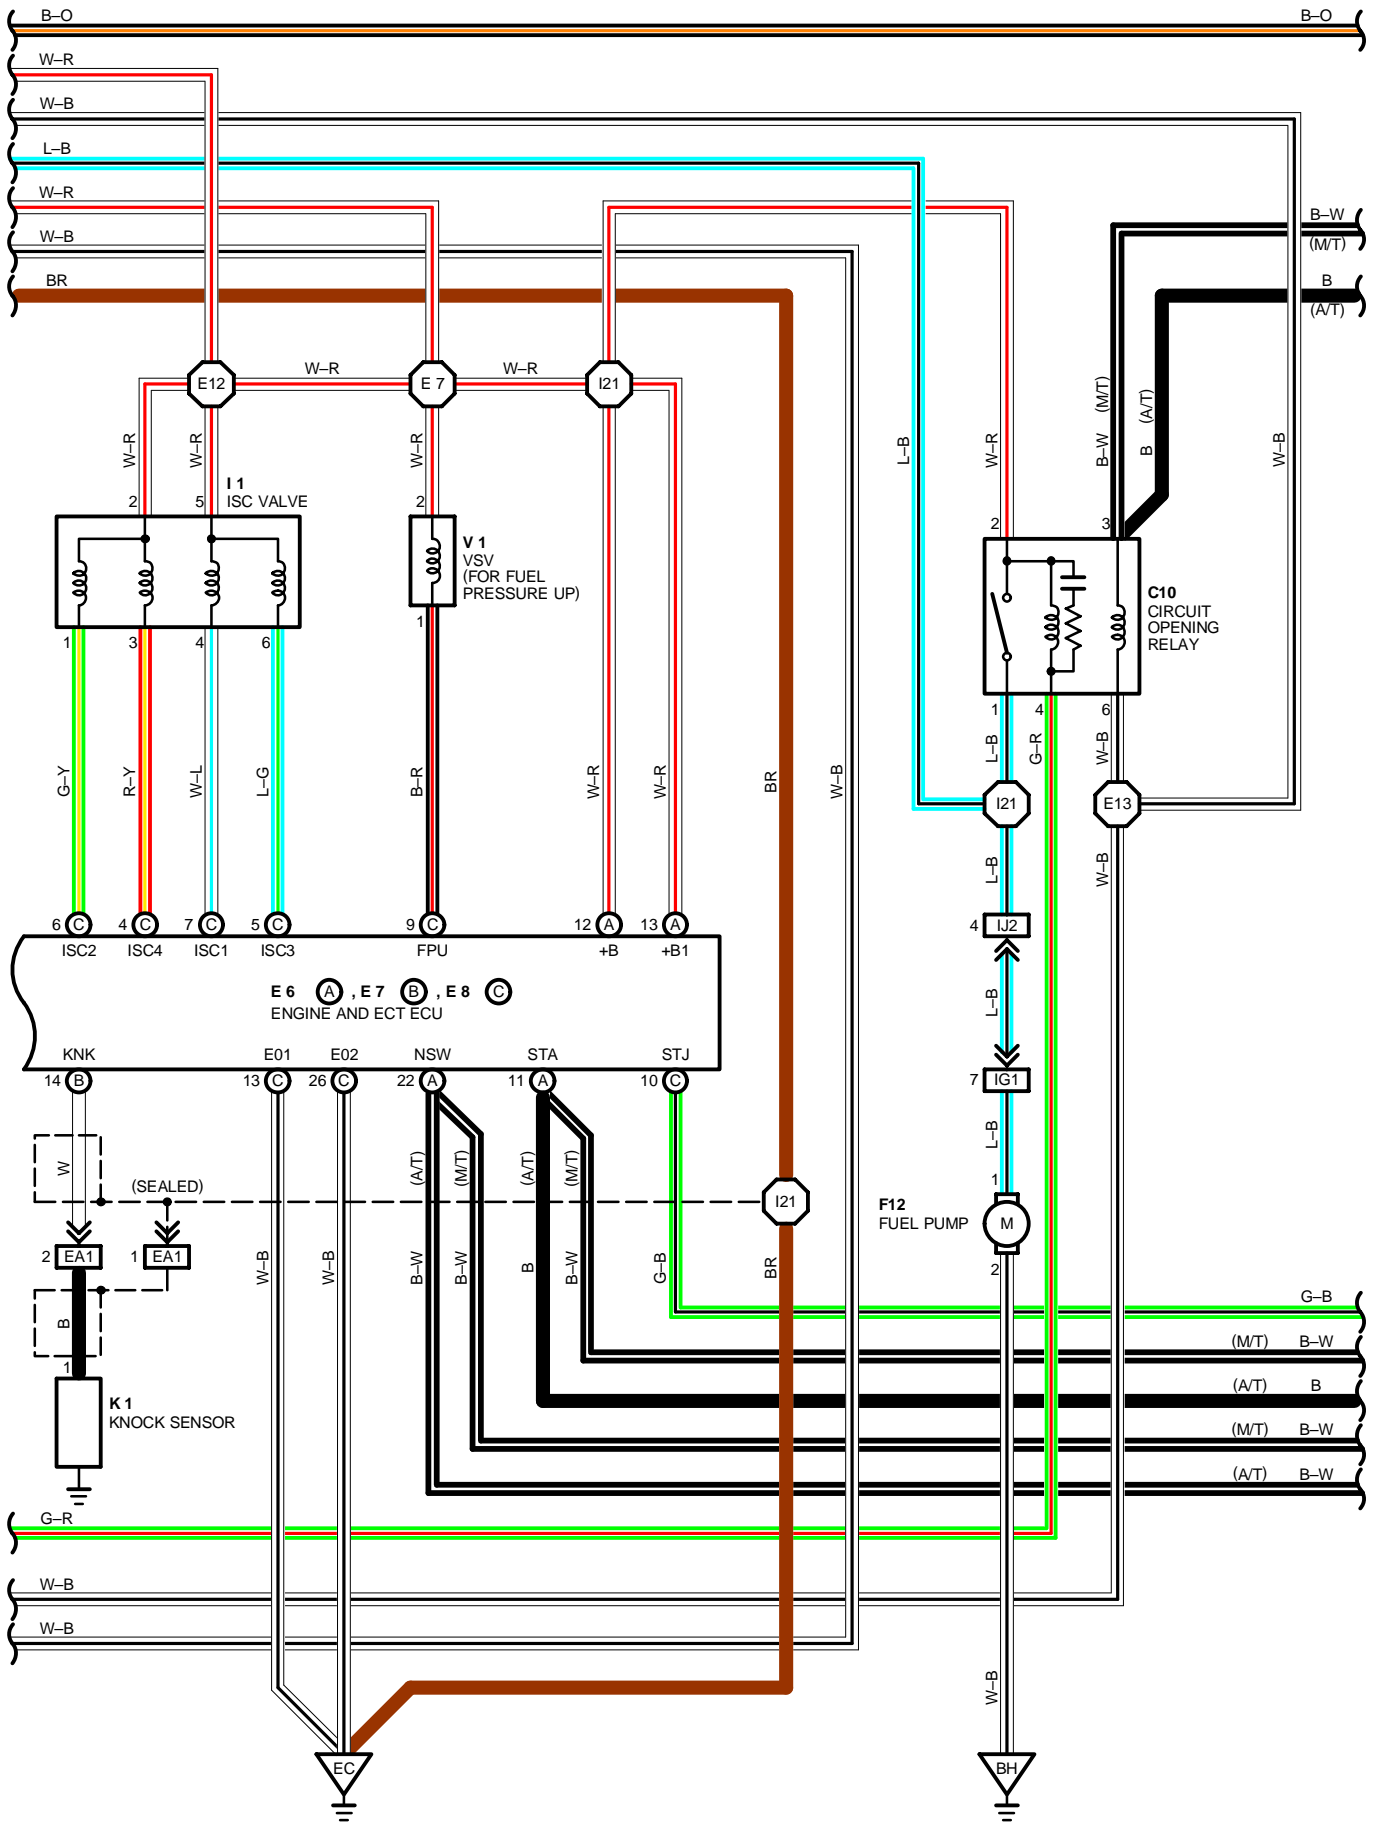 B–O B–O
W–R
W–B
L–B
W–R
B–W
W–B
(M/T)
BR
B
(A/T)
E12
W–R
E 7
W–R
I21
W–R
W–R
W–R
L–B
W–R
B–W (M/T)
B (A/T)
W–B
I 1
ISC VALVE
2 5
2
2 3
V 1
VSV
(FOR FUEL
PRESSURE UP)
C10
CIRCUIT
OPENING
RELAY
1 3 4 6
1
1 4 6
G–Y
R–Y
W–L
L–G
B–R
W–R
W–R
BR
W–B
L–B
G–R
W–B
I21
E13
L–B
W–B
6 C 4 C 7 C 5 C 9 C 12 A 13 A
ISC2 ISC4 ISC1 ISC3 FPU +B +B1
4 IJ2
E 6 A , E 7 B , E 8 C
ENGINE AND ECT ECU
L–B
KNK E01 E02 NSW STA STJ
14 B 13 C 26 C 22 A 11 A 10 C
7 IG1
W
(A/T)
(M/T)
(A/T)
(M/T)
L–B
(SEALED)
1
I21
F12
FUEL PUMP
M
2 EA1 1 EA1
2
W–B
W–B
B–W
B–W
B
B–W
G–B
BR
G–B
B
(M/T) B–W
1
(A/T) B
K 1
KNOCK SENSOR
(M/T) B–W
(A/T) B–W
G–R
W–B
W–B
W–B
EC
BH